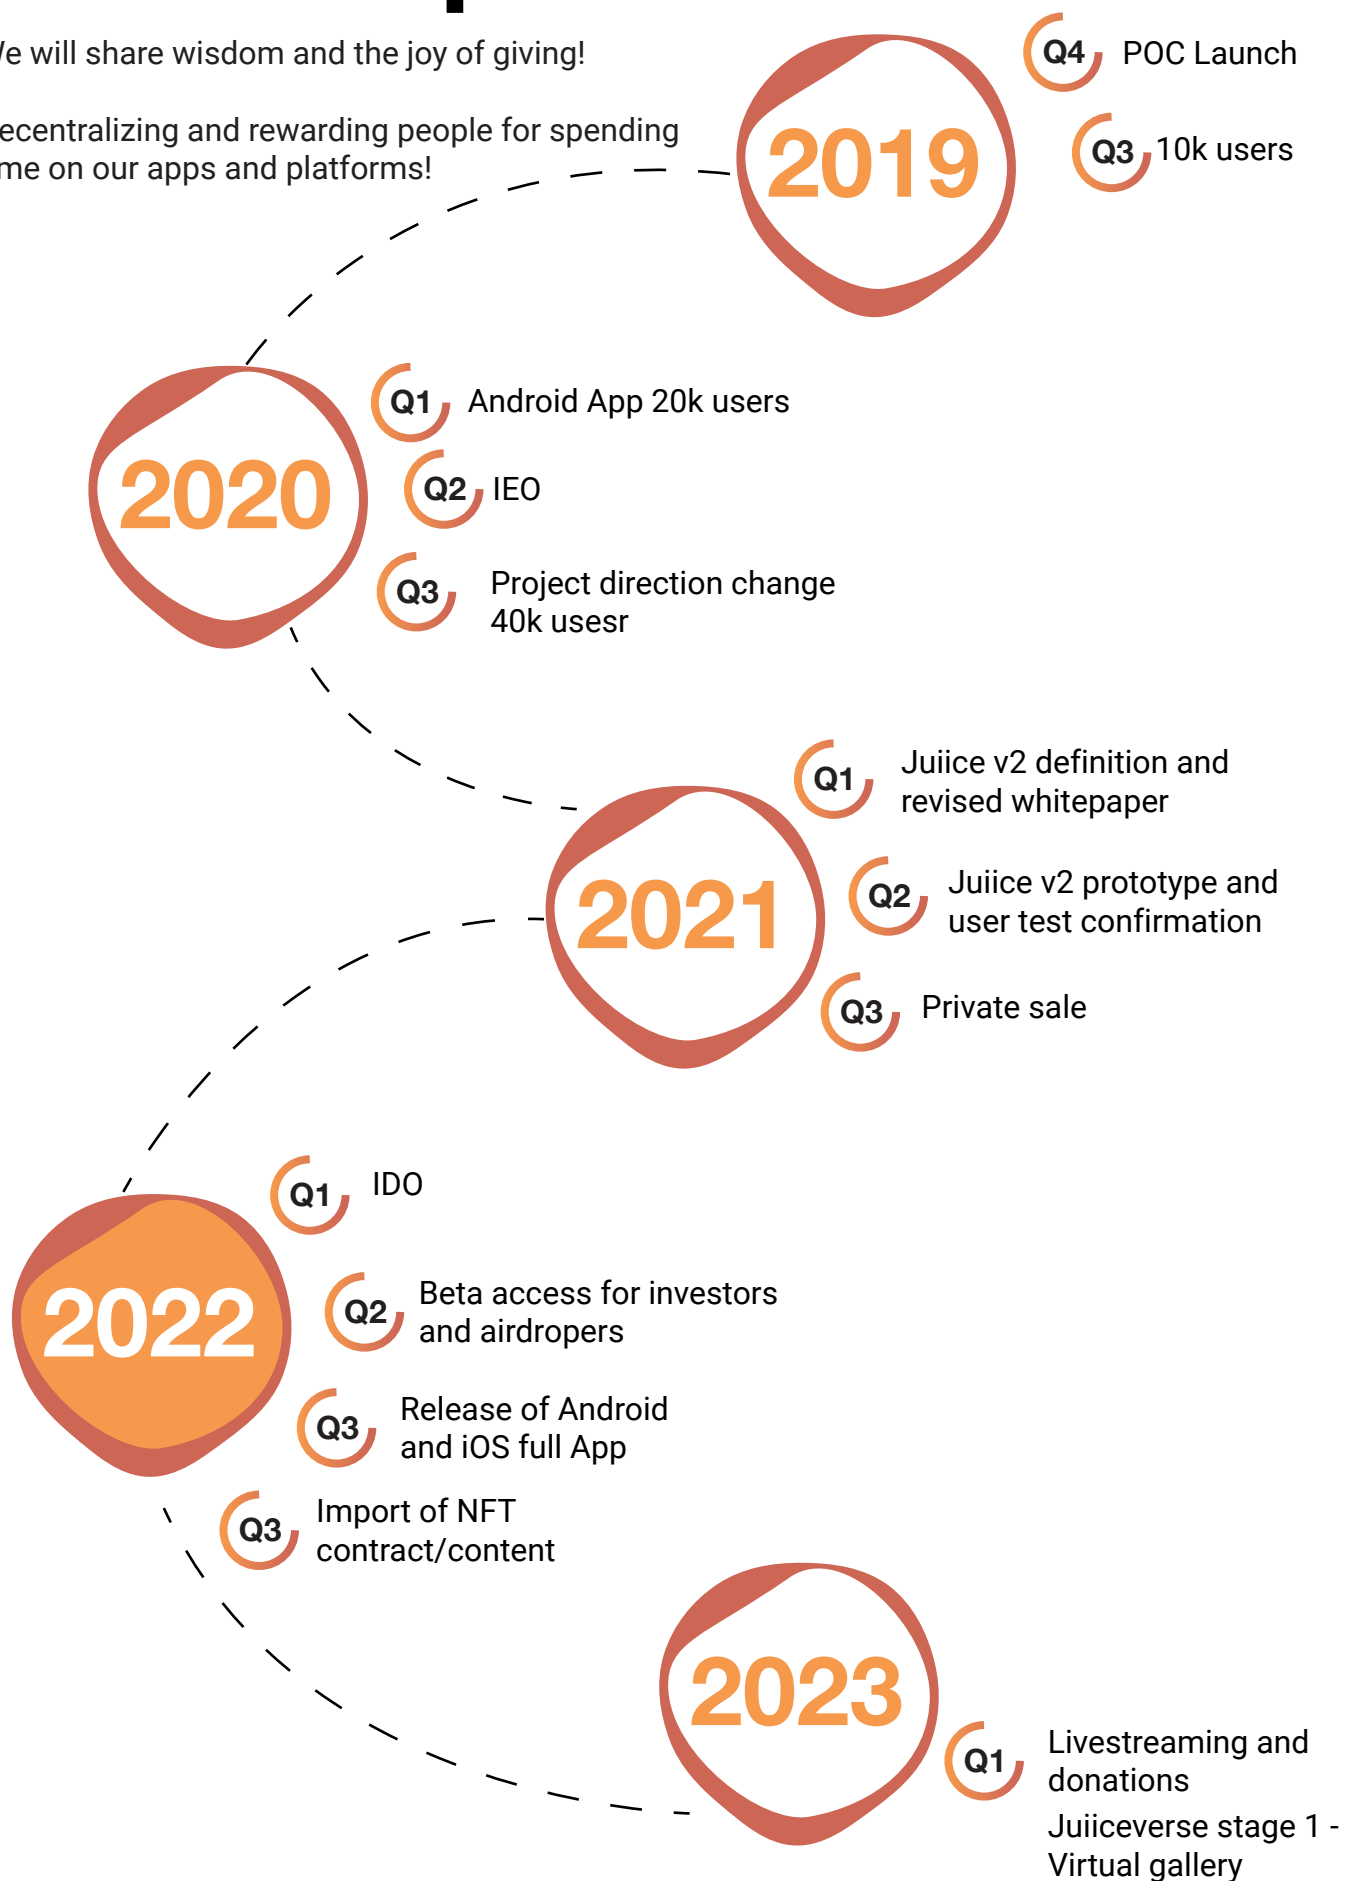 will share wisdom and the joy of giving!
and rewarding people for spending
on our apps and platforms!
2019
Q4 POC Launch
Q3 10k users
2020
Q1 Android App 20k users
Q2 IEO
Q3 Project direction change
40k usesr
2021
Q1 Juiice v2 definition and
revised whitepaper
Q2 Juiice v2 prototype and
user test confirmation
Q3 Private sale
2022
Q1 IDO
Q2 Beta access for investors
and airdropers
Q3 Release of Android
and iOS full App
Q3 Import of NFT
contract/content
2023
Q1 Livestreaming and
donations
Juiiceverse stage 1 -
Virtual gallery